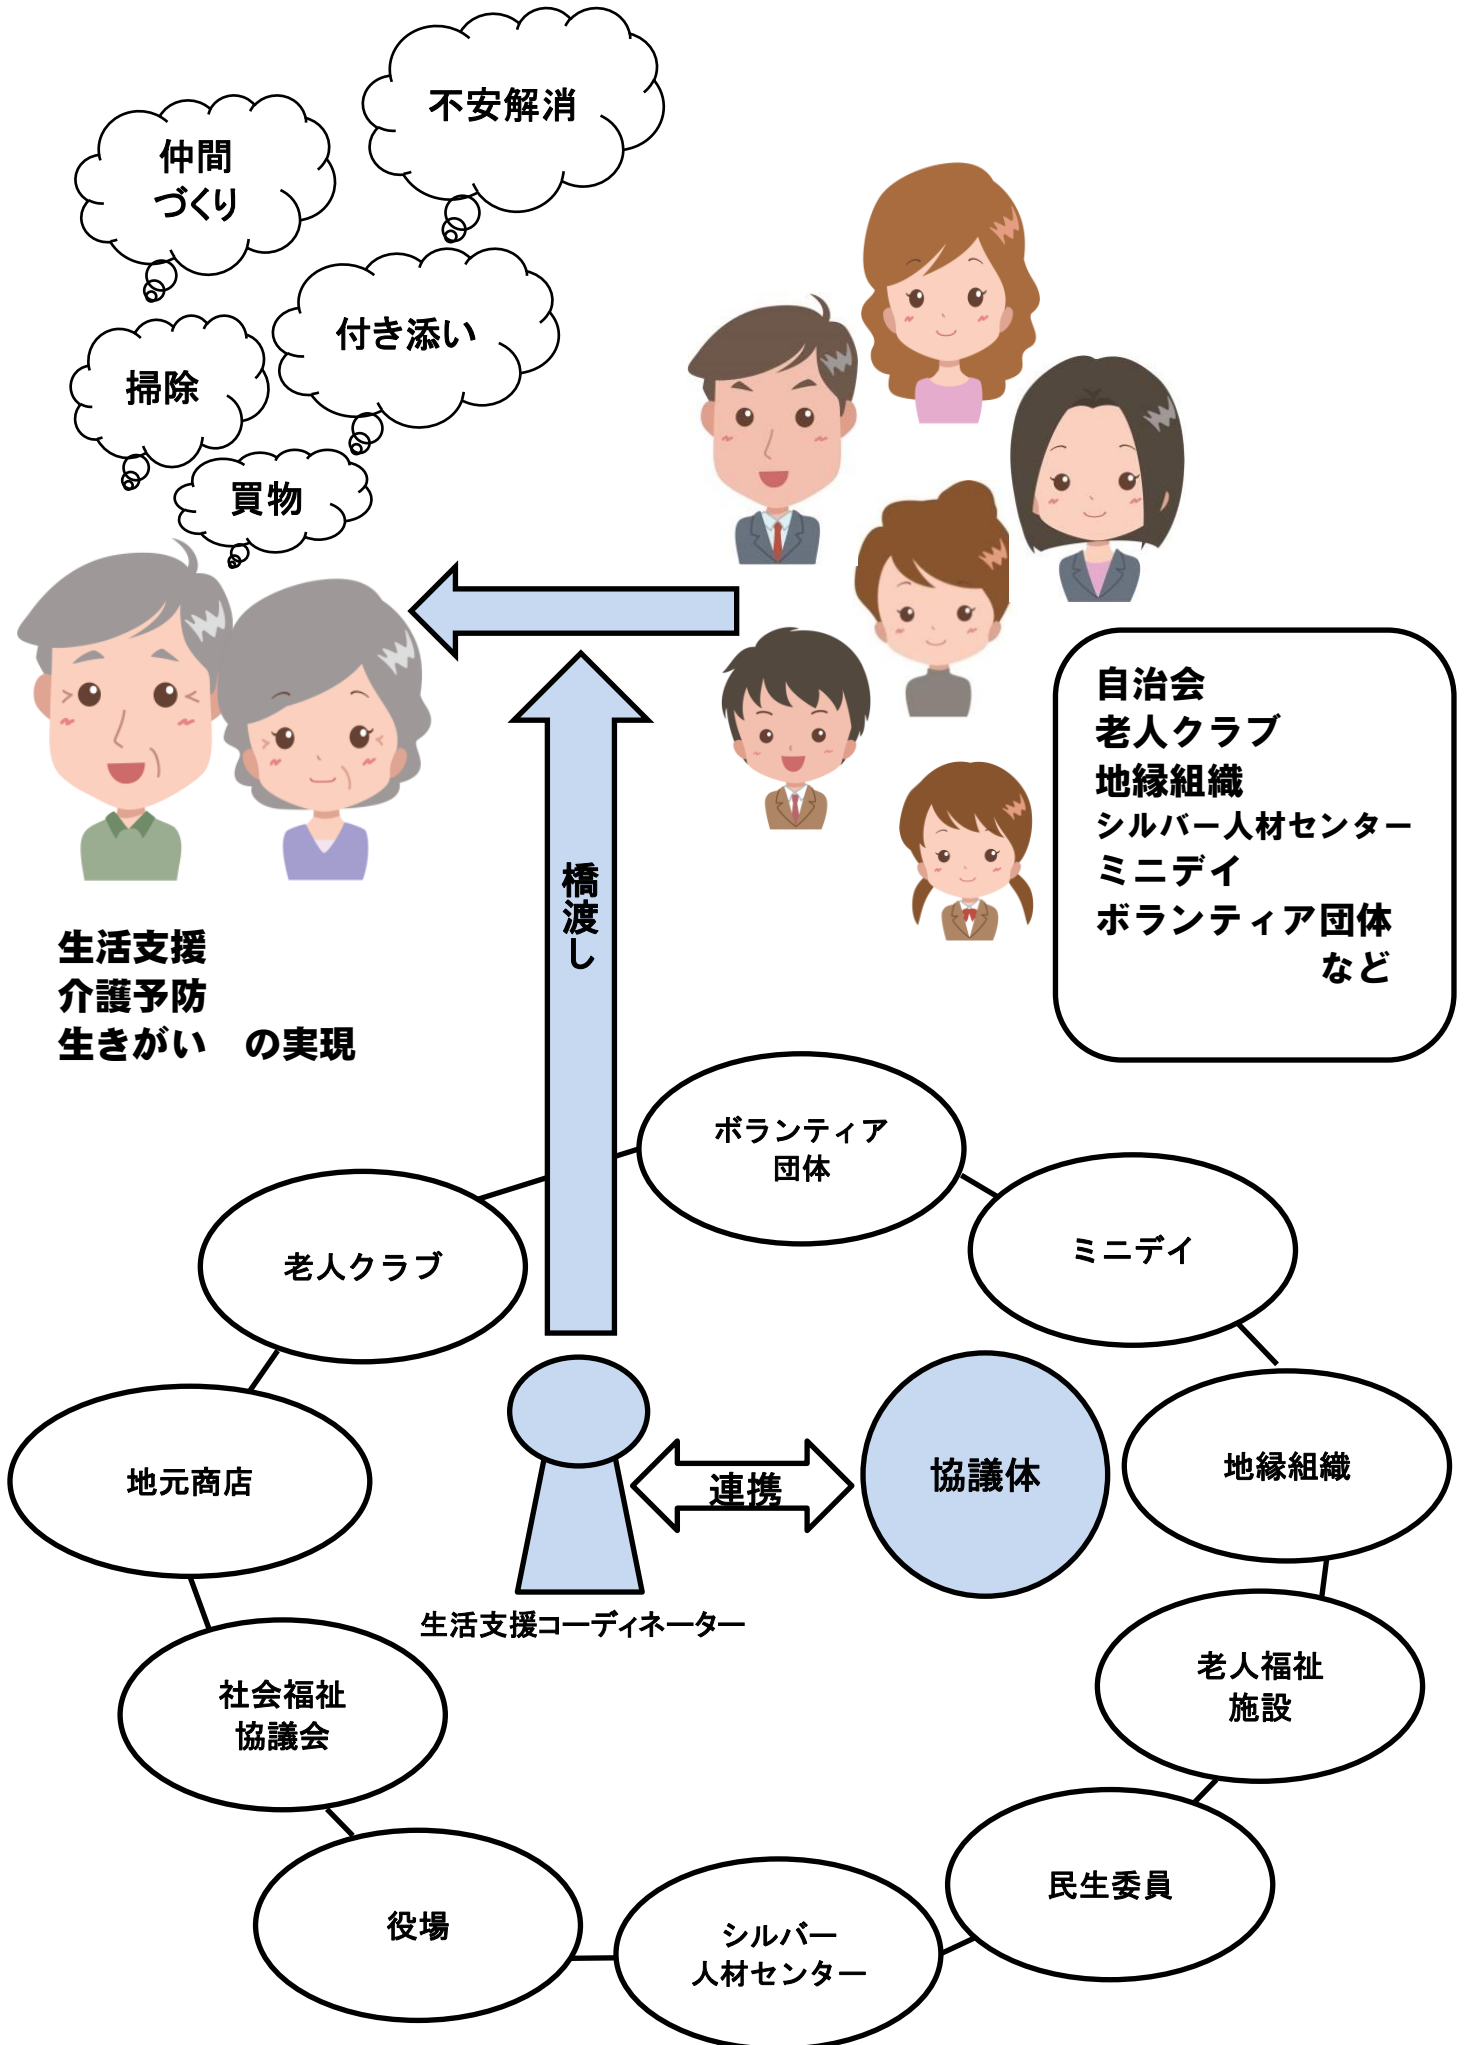 不安解消
仲間
づくり
付き添い
掃除
買物
自治会
老人クラブ
地縁組織
シルバー人材センター
ミニデイ
ボランティア団体
など
橋渡し
生活支援
介護予防
生きがい　の実現
ボランティア
団体
ミニデイ
老人クラブ
地縁組織
地元商店
連携
協議体
生活支援コーディネーター
老人福祉
施設
社会福祉
協議会
民生委員
役場
シルバー
人材センター